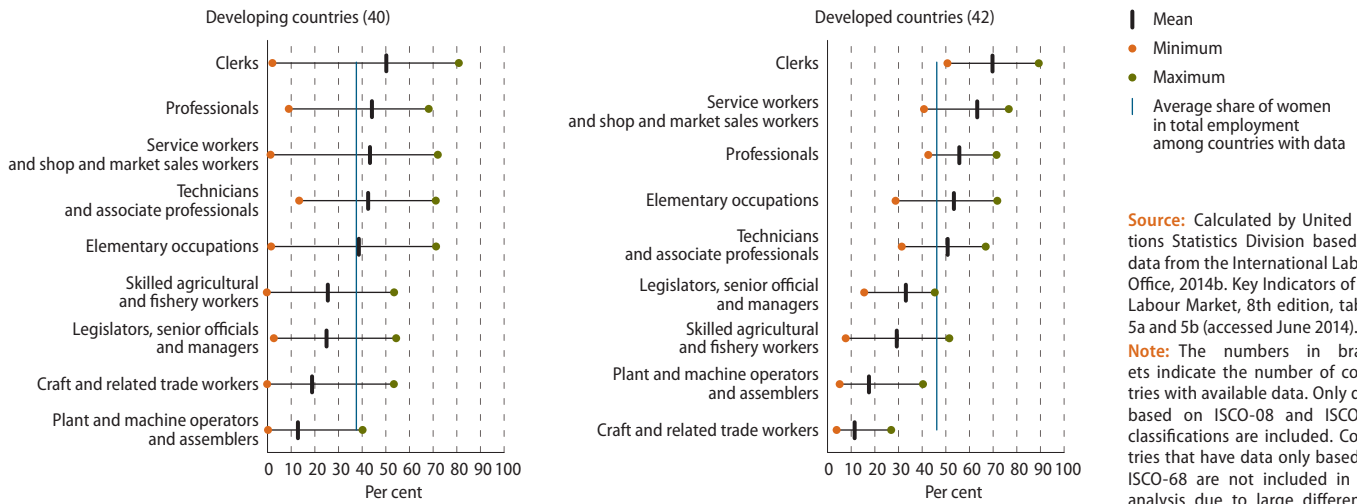 Developing countries (40)
Clerks
Professionals
Service workers
and shop and market sales workers
Technicians
and associate professionals
Elementary occupations
Skilled agricultural
and fishery workers
Legislators, senior officials
and managers
Craft and related trade workers
Plant and machine operators
and assemblers
0 10 20 30 40 50 60 70 80 90 100
Per cent
Developed countries (42)
Clerks
Service workers
and shop and market sales workers
Professionals
Elementary occupations
Technicians
and associate professionals
Legislators, senior official
and managers
Skilled agricultural
and fishery workers
Plant and machine operators
and assemblers
Craft and related trade workers
0 10 20 30 40 50 60 70 80 90 100
Per cent
Mean
Minimum
Maximum
Average share of women
in total employment
among countries with data
Source: Calculated by United
tions Statistics Division based
data from the International Lab
Office, 2014b. Key Indicators of
Labour Market, 8th edition, tab
5a and 5b (accessed June 2014).
Note: The numbers in bra
ets indicate the number of co
tries with available data. Only
based on ISCO-08 and ISCO
classifications are included. Co
tries that have data only based
ISCO-68 are not included in
analysis due to large differen